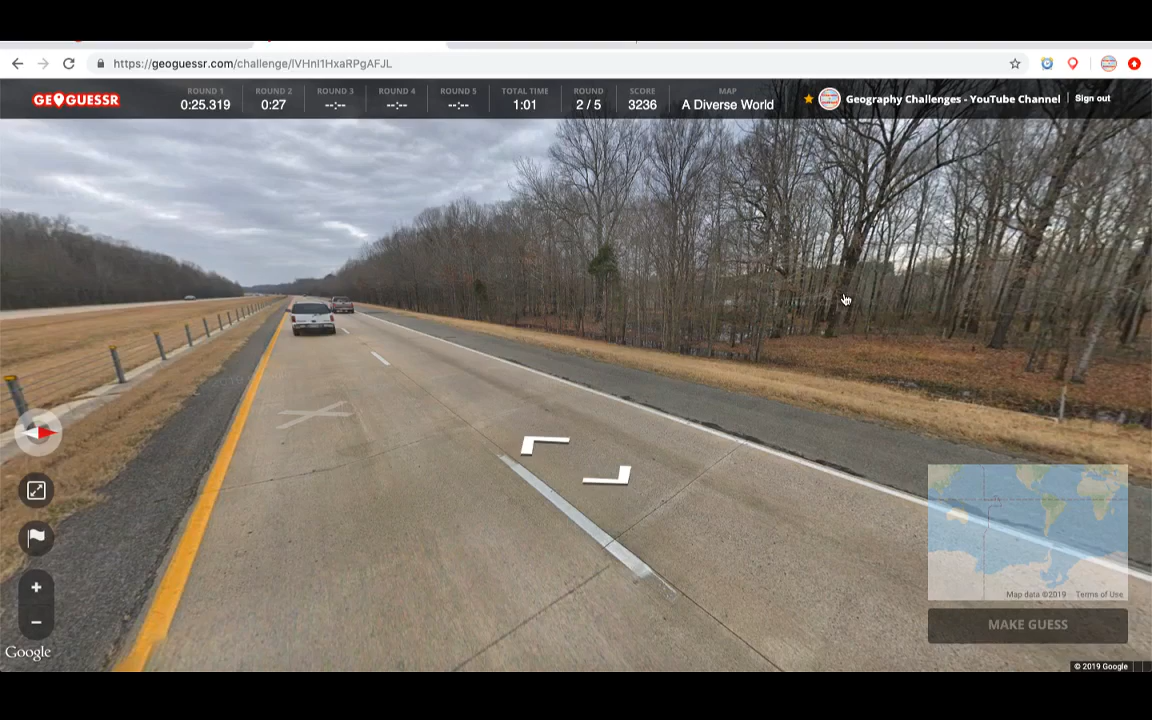 https://geoguessr.com/challenge/lVHnl1HxaRPgAFJL
GEOGUESSR
ROUND 1 ROUND 2 ROUND 3 ROUND 4 ROUND 5 TOTAL TIME ROUND SCORE MAP
0:25.319 0:27 --:-- --:-- --:-- 1:01 2 / 5 3236 A Diverse World
Geography Challenges - YouTube Channel Sign out
Map data ©2019 Terms of Use
MAKE GUESS
Google
© 2019 Google